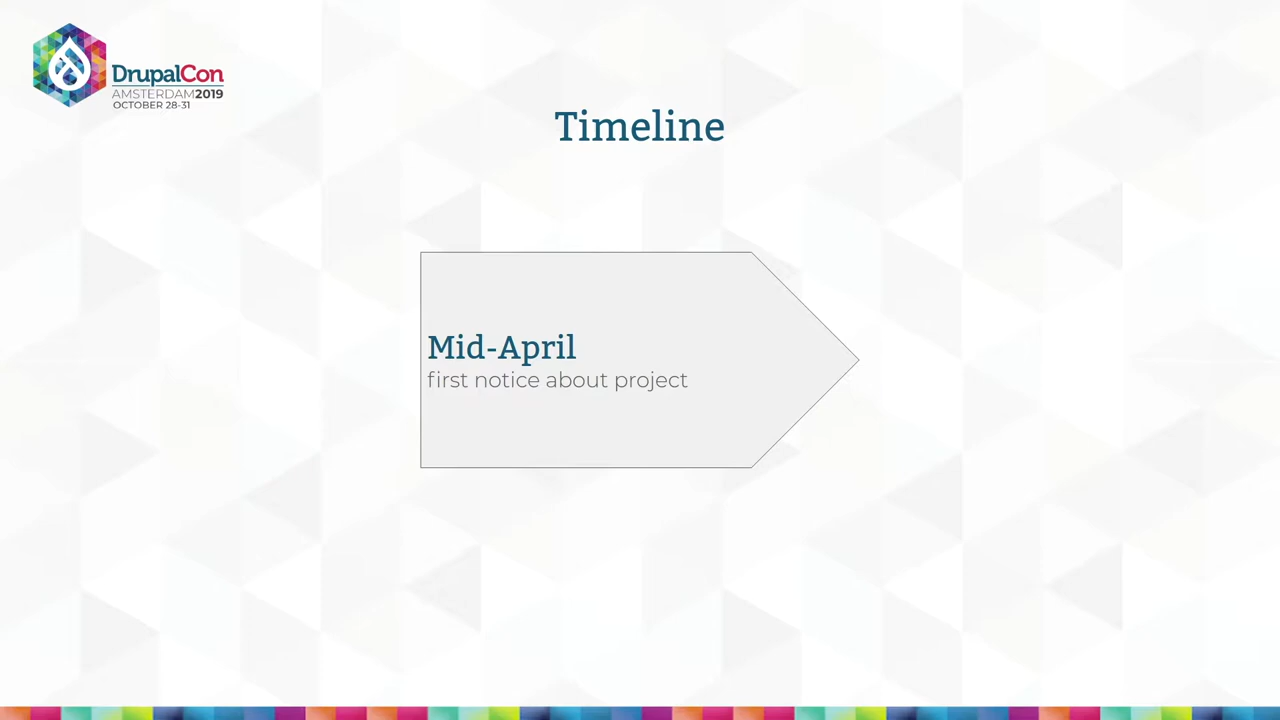 DrupalCon
AMSTERDAM2019
OCTOBER 28-31
Timeline
Mid-April
first notice about project